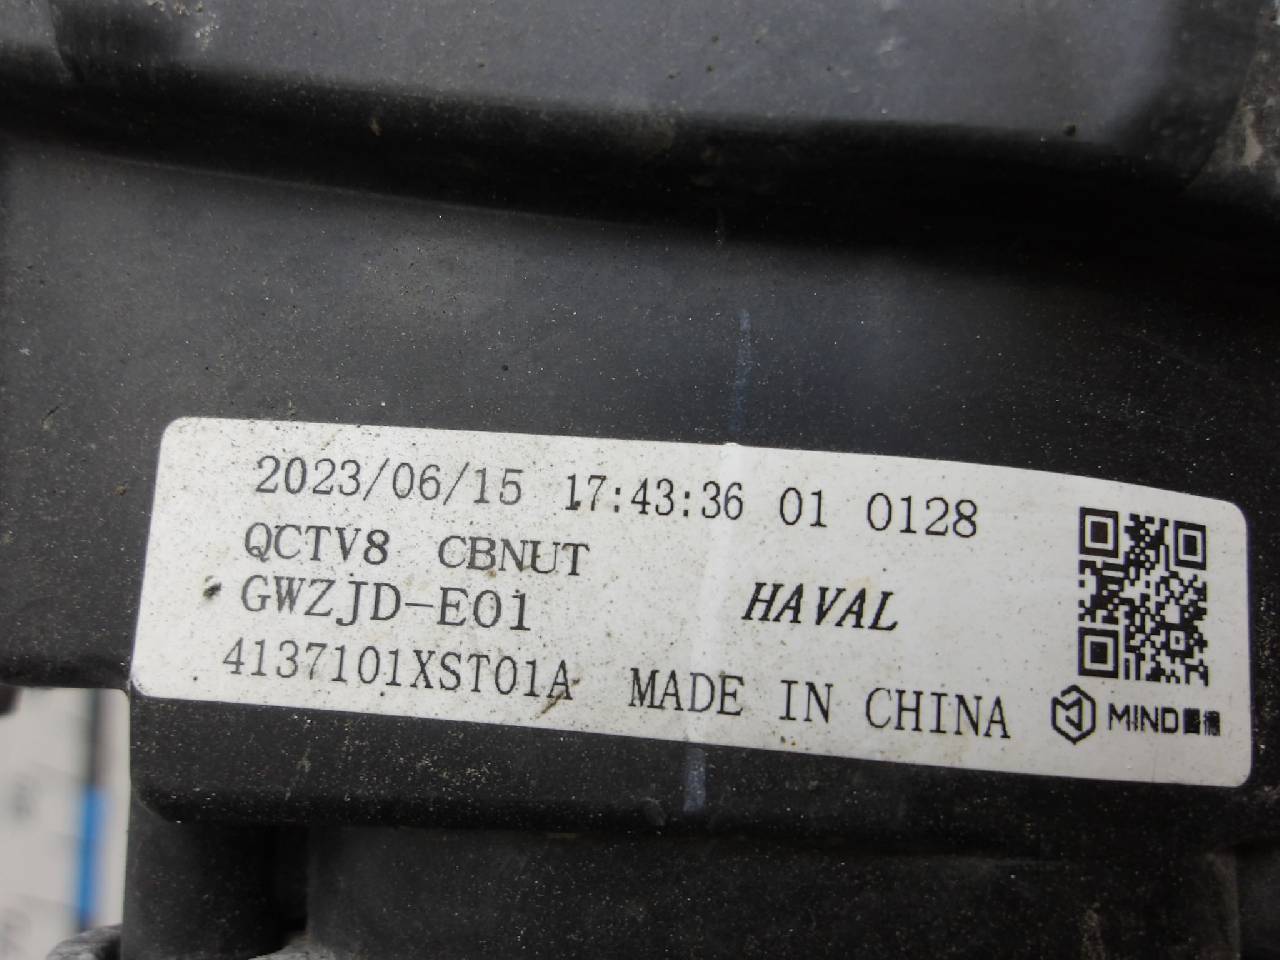 2023/06/15 17:43:36 01 0128
QCTV8 CBNUT
GWZJD-E01 HAVAL
4137101XST01A MADE IN CHINA
MIND